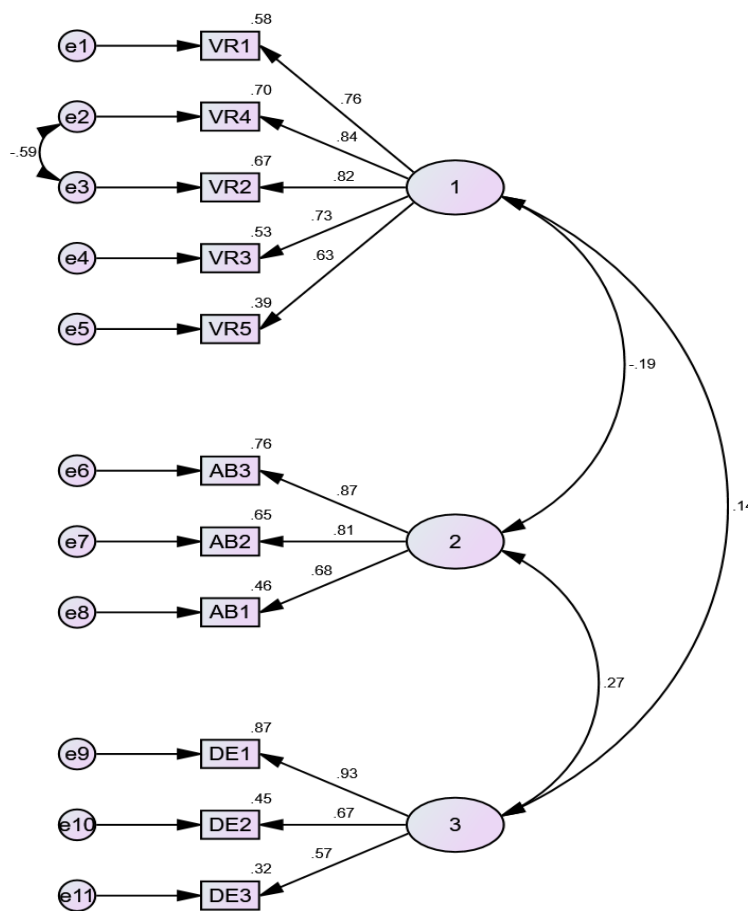 .58
e1 VR1
.76
.70
e2 VR4
.84
-.59
.67
e3 VR2 .82 1
.73
.53
e4 VR3
.63
.39
e5 VR5
-.19
.76
e6 AB3
.87
.14
.65
e7 AB2 .81 2
.68
.46
e8 AB1
.27
.87
e9 DE1
.93
.45
e10 DE2 .67 3
.57
.32
e11 DE3